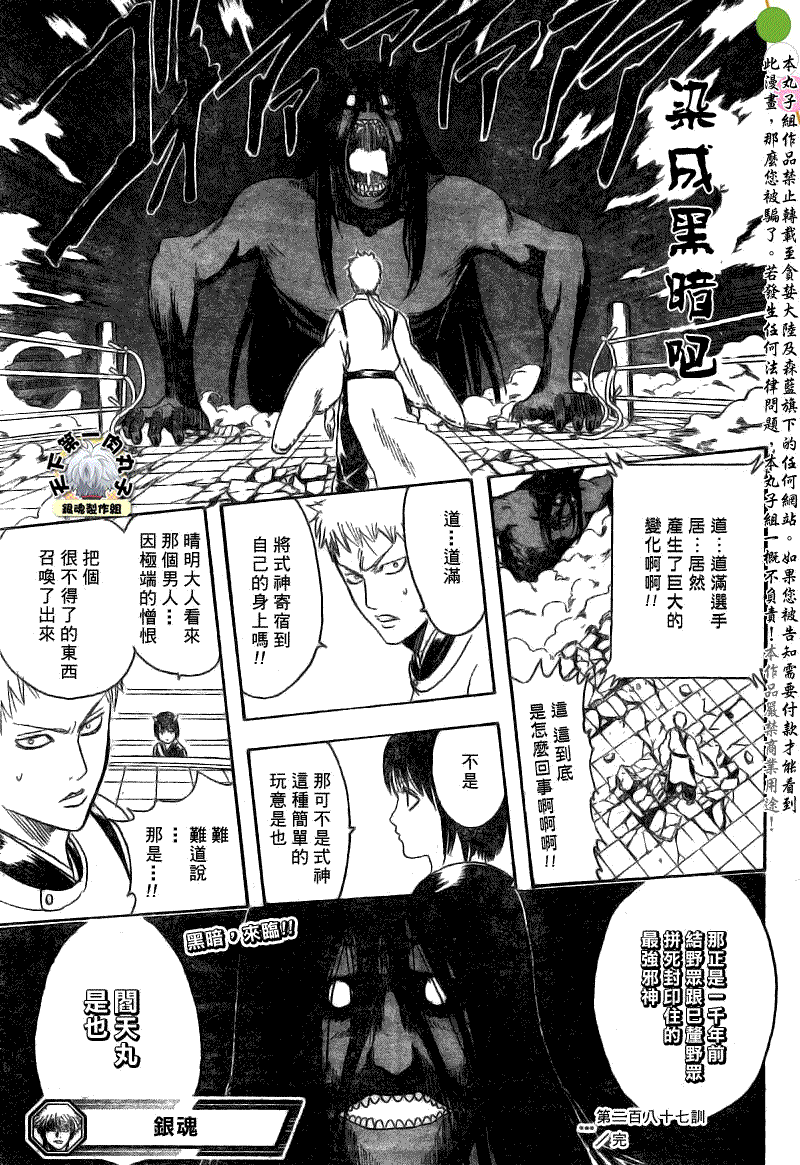 染成黑暗吧
本丸子組作品禁止轉載至貪婪大陸及森藍旗下的任何網站。如果您被告知需要付款才能看到
此漫畫，那麼您被騙了。若發生任何法律問題，本丸子組一概不負責！本作品嚴禁商業用途！
天下第一肉丸子
銀魂製作組
道…道滿選手
居…居然
產生了巨大的
變化啊啊!!
這 這到底
是怎麼回事啊啊啊!!
道…道滿
將式神寄宿到
自己的身上嗎!!
晴明大人看來
那個男人…
因極端的憎恨
把個
很不得了的東西
召喚了出來
不是
那可不是式神
這種簡單的
玩意是也
難
難道說
…
那是…!!
黑暗。來臨!!
那正是一千年前
結野眾跟巳釐野眾
拼死封印住的
最強邪神
閻天丸
是也
第二百八十七訓
……／完
銀魂